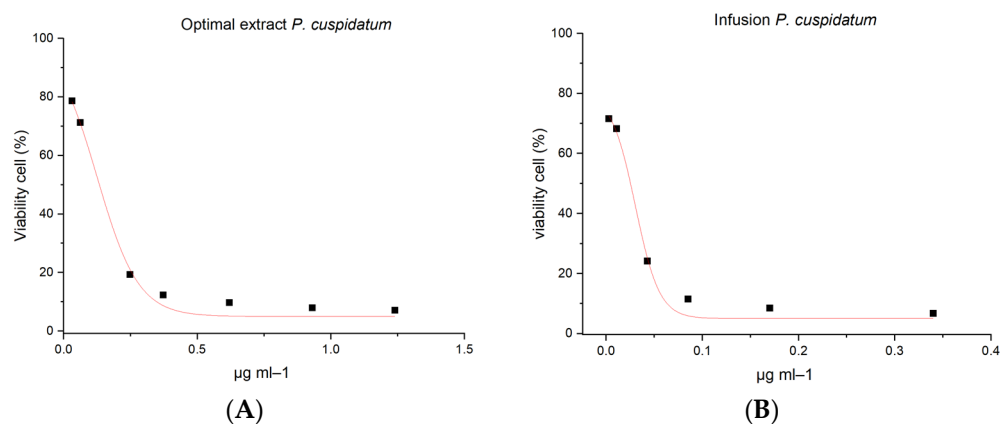 Optimal extract P. cuspidatum
100
80
60
40
20
0
Viability cell (%)
0.0 0.5 1.0 1.5
µg ml–1
(A)
Infusion P. cuspidatum
100
80
60
40
20
0
viability cell (%)
0.0 0.1 0.2 0.3 0.4
µg ml–1
(B)